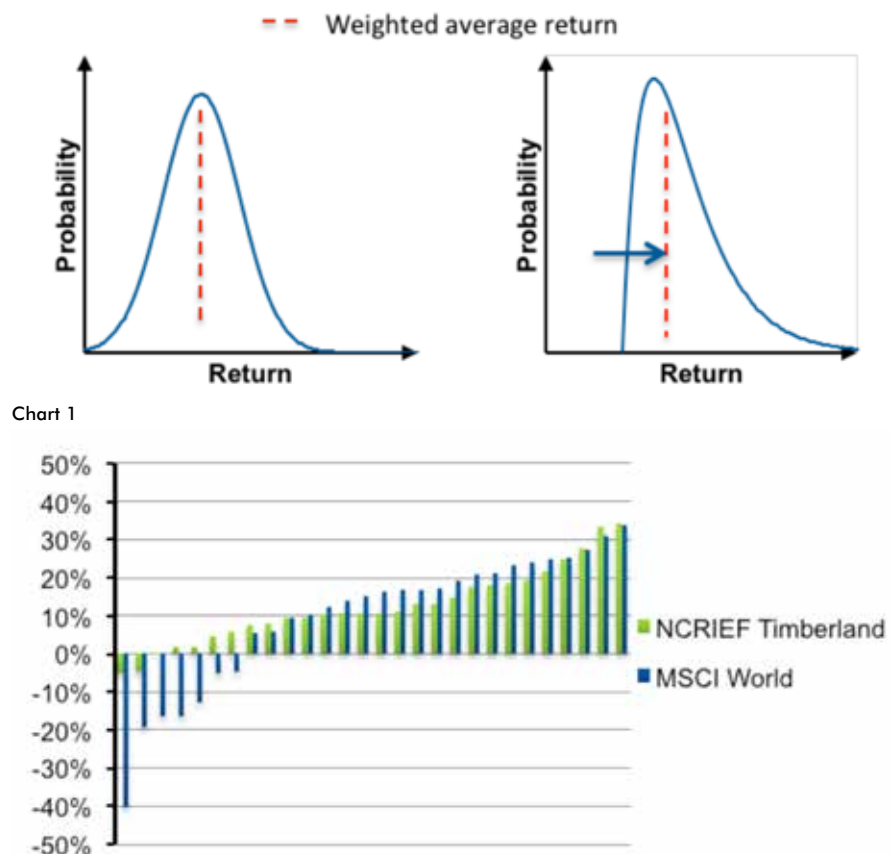 Weighted average return
Probability
Return
Probability
Return
Chart 1
50%
40%
30%
20%
10%
0%
-10%
-20%
-30%
-40%
-50%
NCRIEF Timberland
MSCI World